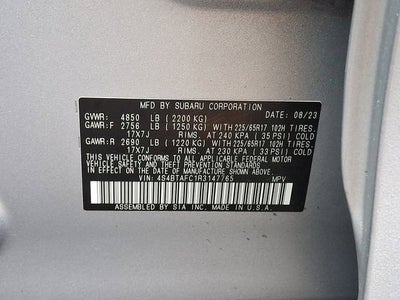 MFD. BY SUBARU CORPORATION
GVWR: 4850 LB (2200 KG) DATE: 08/23
GAWR:F 2756 LB (1250 KG) WITH 225/65R17 102H TIRES.
17X7J RIMS. AT 240 KPA (35 PSI) COLD
GAWR:R 2690 LB (1220 KG) WITH 225/65R17 102H TIRES.
17X7J RIMS. AT 230 KPA (33 PSI) COLD
THIS VEHICLE CONFORMS TO ALL APPLICABLE FEDERAL MOTOR
VEHICLE SAFETY, BUMPER, AND THEFT PREVENTION STANDARDS
IN EFFECT ON THE DATE OF MANUFACTURE SHOWN ABOVE.
VIN: 4S4BTAFC1R3147765 MPV
ASSEMBLED BY SIA INC. MADE IN U.S.A.